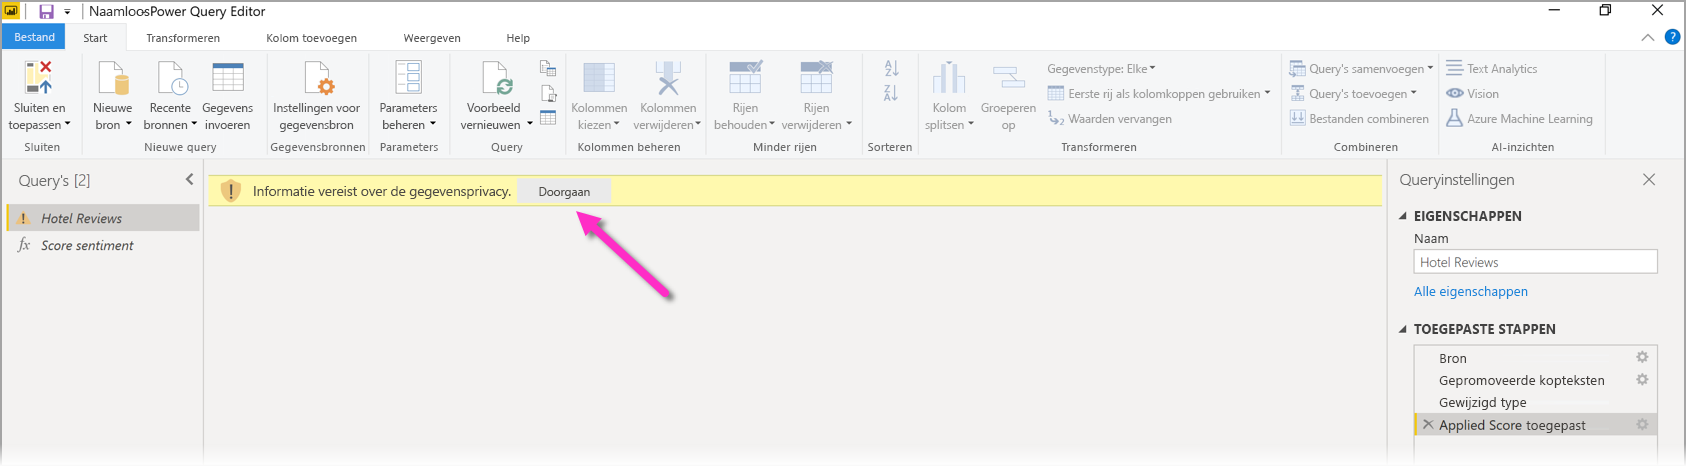 NaamloosPower Query Editor
Bestand Start Transformeren Kolom toevoegen Weergeven Help
Sluiten en toepassen
Nieuwe bron
Recente bronnen
Gegevens invoeren
Instellingen voor gegevensbron
Parameters beheren
Voorbeeld vernieuwen
Kolommen kiezen
Kolommen verwijderen
Rijen behouden
Rijen verwijderen
Kolom splitsen
Groeperen op
Gegevenstype: Elke
Eerste rij als kolomkoppen gebruiken
Waarden vervangen
Query's samenvoegen
Query's toevoegen
Bestanden combineren
Text Analytics
Vision
Azure Machine Learning
Sluiten Nieuwe query Gegevensbronnen Parameters Query Kolommen beheren Minder rijen Sorteren Transformeren Combineren AI-inzichten
Query's [2]
Hotel Reviews
fx Score sentiment
Informatie vereist over de gegevensprivacy. Doorgaan
Queryinstellingen
EIGENSCHAPPEN
Naam
Hotel Reviews
Alle eigenschappen
TOEGEPASTE STAPPEN
Bron
Gepromoveerde kopteksten
Gewijzigd type
Applied Score toegepast